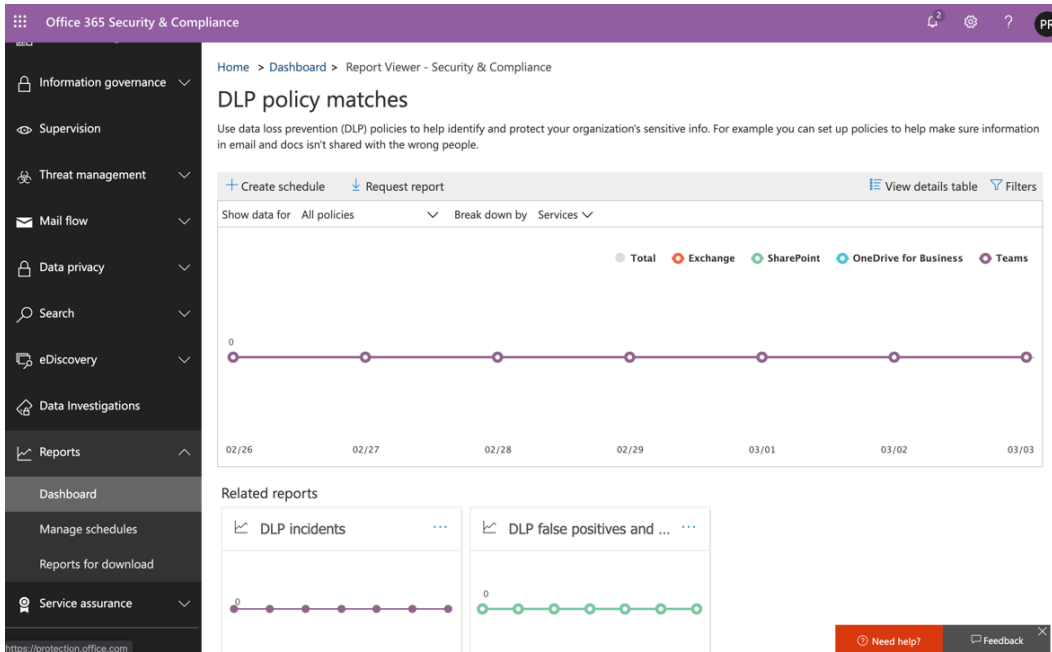 Office 365 Security & Compliance
2
?
PR
Information governance
Supervision
Threat management
Mail flow
Data privacy
Search
eDiscovery
Data Investigations
Reports
Dashboard
Manage schedules
Reports for download
Service assurance
https://protection.office.com
Home > Dashboard > Report Viewer - Security & Compliance
DLP policy matches
Use data loss prevention (DLP) policies to help identify and protect your organization's sensitive info. For example you can set up policies to help make sure information
in email and docs isn't shared with the wrong people.
+ Create schedule Request report View details table Filters
Show data for All policies Break down by Services
Total Exchange SharePoint OneDrive for Business Teams
0
02/26 02/27 02/28 02/29 03/01 03/02 03/03
Related reports
DLP incidents ...
0
DLP false positives and ... ...
0
? Need help?
Feedback